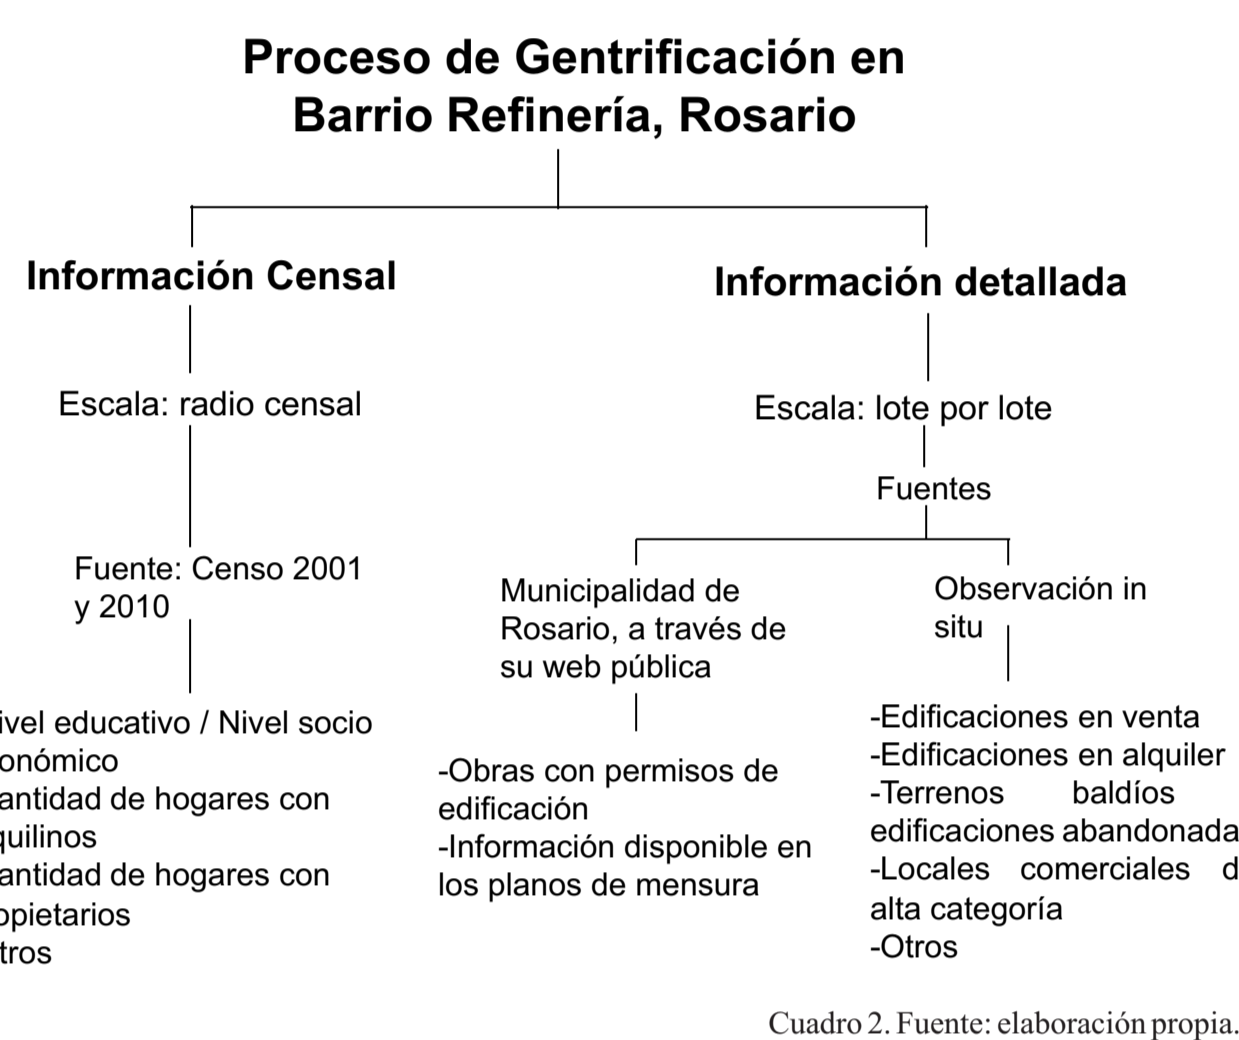 Proceso de Gentrificación en
Barrio Refinería, Rosario
Información Censal
Escala: radio censal
Fuente: Censo 2001
y 2010
ivel educativo / Nivel socio
onómico
antidad de hogares con
quilinos
antidad de hogares con
opietarios
tros
Información detallada
Escala: lote por lote
Fuentes
Municipalidad de
Rosario, a través de
su web pública
-Obras con permisos de
edificación
-Información disponible en
los planos de mensura
Observación in
situ
-Edificaciones en venta
-Edificaciones en alquiler
-Terrenos baldíos
edificaciones abandonada
-Locales comerciales d
alta categoría
-Otros
Cuadro 2. Fuente: elaboración propia.